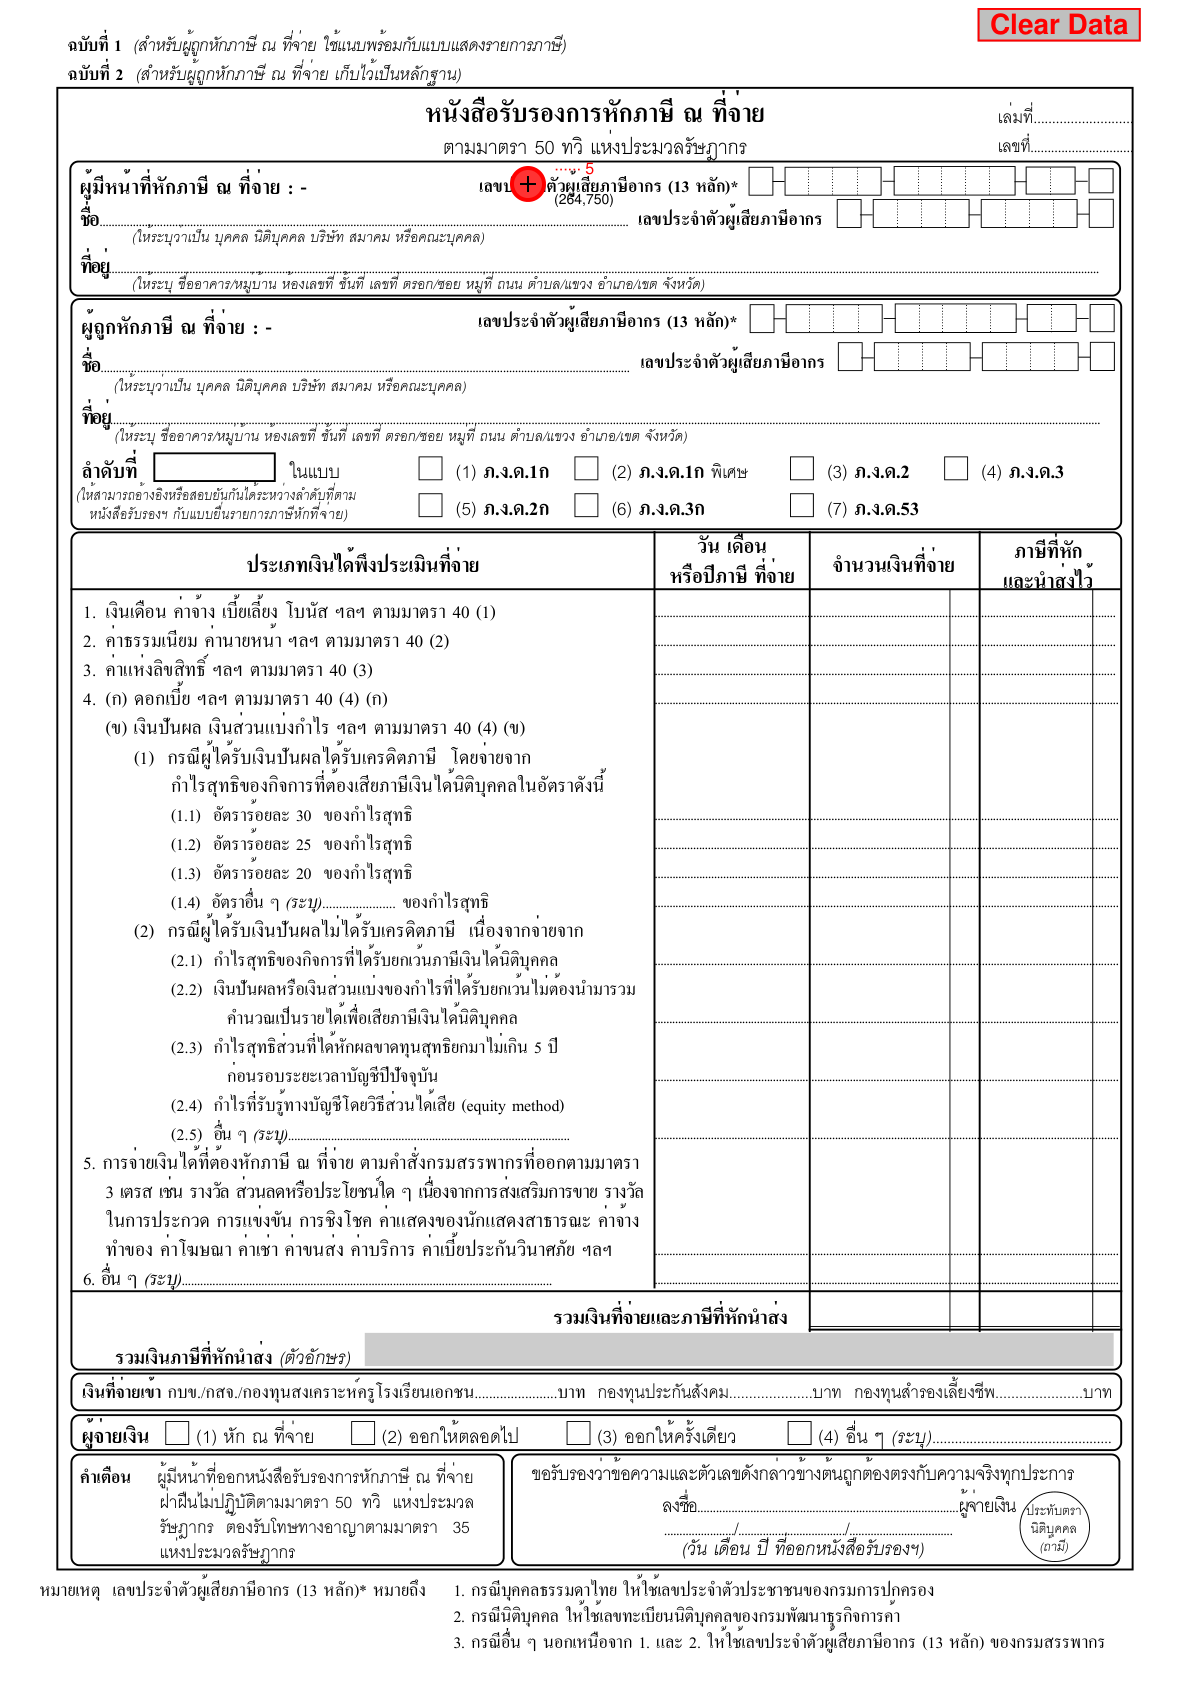 Clear Data
ฉบับที่ 1 (สำหรับผู้ถูกหักภาษี ณ ที่จ่าย ใช้แนบพร้อมกับแบบแสดงรายการภาษี)
ฉบับที่ 2 (สำหรับผู้ถูกหักภาษี ณ ที่จ่าย เก็บไว้เป็นหลักฐาน)
หนังสือรับรองการหักภาษี ณ ที่จ่าย
เล่มที่..........................
ตามมาตรา 50 ทวิ แห่งประมวลรัษฎากร
เลขที่...........................
ผู้มีหน้าที่หักภาษี ณ ที่จ่าย : -
...... 5
ตัวผู้เสียภาษีอากร (13 หลัก)*
(264,750)
ชื่อ.......... เลขประจำตัวผู้เสียภาษีอากร
(ให้ระบุว่าเป็น บุคคล นิติบุคคล บริษัท สมาคม หรือคณะบุคคล)
ที่อยู่..........
(ให้ระบุ ชื่ออาคาร/หมู่บ้าน ห้องเลขที่ ชั้นที่ เลขที่ ตรอก/ซอย หมู่ที่ ถนน ตำบล/แขวง อำเภอ/เขต จังหวัด)
ผู้ถูกหักภาษี ณ ที่จ่าย : -
เลขประจำตัวผู้เสียภาษีอากร (13 หลัก)*
ชื่อ.......... เลขประจำตัวผู้เสียภาษีอากร
(ให้ระบุว่าเป็น บุคคล นิติบุคคล บริษัท สมาคม หรือคณะบุคคล)
ที่อยู่..........
(ให้ระบุ ชื่ออาคาร/หมู่บ้าน ห้องเลขที่ ชั้นที่ เลขที่ ตรอก/ซอย หมู่ที่ ถนน ตำบล/แขวง อำเภอ/เขต จังหวัด)
ลำดับที่ ในแบบ (1) ภ.ง.ด.1ก (2) ภ.ง.ด.1ก พิเศษ (3) ภ.ง.ด.2 (4) ภ.ง.ด.3
(ให้สามารถอ้างอิงหรือสอบยันกันได้ระหว่างลำดับที่ตาม
หนังสือรับรองฯ กับแบบยื่นรายการภาษีหักที่จ่าย)
(5) ภ.ง.ด.2ก (6) ภ.ง.ด.3ก (7) ภ.ง.ด.53
ประเภทเงินได้พึงประเมินที่จ่าย
วัน เดือน
หรือปีภาษี ที่จ่าย
จำนวนเงินที่จ่าย
ภาษีที่หัก
และนำส่งไว้
1. เงินเดือน ค่าจ้าง เบี้ยเลี้ยง โบนัส ฯลฯ ตามมาตรา 40 (1)
2. ค่าธรรมเนียม ค่านายหน้า ฯลฯ ตามมาตรา 40 (2)
3. ค่าแห่งลิขสิทธิ์ ฯลฯ ตามมาตรา 40 (3)
4. (ก) ดอกเบี้ย ฯลฯ ตามมาตรา 40 (4) (ก)
(ข) เงินปันผล เงินส่วนแบ่งกำไร ฯลฯ ตามมาตรา 40 (4) (ข)
(1) กรณีผู้ได้รับเงินปันผลได้รับเครดิตภาษี โดยจ่ายจาก
กำไรสุทธิของกิจการที่ต้องเสียภาษีเงินได้นิติบุคคลในอัตราดังนี้
(1.1) อัตราร้อยละ 30 ของกำไรสุทธิ
(1.2) อัตราร้อยละ 25 ของกำไรสุทธิ
(1.3) อัตราร้อยละ 20 ของกำไรสุทธิ
(1.4) อัตราอื่น ๆ (ระบุ)...................... ของกำไรสุทธิ
(2) กรณีผู้ได้รับเงินปันผลไม่ได้รับเครดิตภาษี เนื่องจากจ่ายจาก
(2.1) กำไรสุทธิของกิจการที่ได้รับยกเว้นภาษีเงินได้นิติบุคคล
(2.2) เงินปันผลหรือเงินส่วนแบ่งของกำไรที่ได้รับยกเว้นไม่ต้องนำมารวม
คำนวณเป็นรายได้เพื่อเสียภาษีเงินได้นิติบุคคล
(2.3) กำไรสุทธิส่วนที่ได้หักผลขาดทุนสุทธิยกมาไม่เกิน 5 ปี
ก่อนรอบระยะเวลาบัญชีปีปัจจุบัน
(2.4) กำไรที่รับรู้ทางบัญชีโดยวิธีส่วนได้เสีย (equity method)
(2.5) อื่น ๆ (ระบุ)..........
5. การจ่ายเงินได้ที่ต้องหักภาษี ณ ที่จ่าย ตามคำสั่งกรมสรรพากรที่ออกตามมาตรา
3 เตรส เช่น รางวัล ส่วนลดหรือประโยชน์ใด ๆ เนื่องจากการส่งเสริมการขาย รางวัล
ในการประกวด การแข่งขัน การชิงโชค ค่าแสดงของนักแสดงสาธารณะ ค่าจ้าง
ทำของ ค่าโฆษณา ค่าเช่า ค่าขนส่ง ค่าบริการ ค่าเบี้ยประกันวินาศภัย ฯลฯ
6. อื่น ๆ (ระบุ)..........
รวมเงินที่จ่ายและภาษีที่หักนำส่ง
รวมเงินภาษีที่หักนำส่ง (ตัวอักษร)
เงินที่จ่ายเข้า กบข./กสจ./กองทุนสงเคราะห์ครูโรงเรียนเอกชน......................บาท กองทุนประกันสังคม......................บาท กองทุนสำรองเลี้ยงชีพ.......................บาท
ผู้จ่ายเงิน (1) หัก ณ ที่จ่าย (2) ออกให้ตลอดไป (3) ออกให้ครั้งเดียว (4) อื่น ๆ (ระบุ)..........
คำเตือน ผู้มีหน้าที่ออกหนังสือรับรองการหักภาษี ณ ที่จ่าย
ฝ่าฝืนไม่ปฏิบัติตามมาตรา 50 ทวิ แห่งประมวล
รัษฎากร ต้องรับโทษทางอาญาตามมาตรา 35
แห่งประมวลรัษฎากร
ขอรับรองว่าข้อความและตัวเลขดังกล่าวข้างต้นถูกต้องตรงกับความจริงทุกประการ
ลงชื่อ..........ผู้จ่ายเงิน
........../........../..........
(วัน เดือน ปี ที่ออกหนังสือรับรองฯ)
ประทับตรา
นิติบุคคล
(ถ้ามี)
หมายเหตุ เลขประจำตัวผู้เสียภาษีอากร (13 หลัก)* หมายถึง 1. กรณีบุคคลธรรมดาไทย ให้ใช้เลขประจำตัวประชาชนของกรมการปกครอง
2. กรณีนิติบุคคล ให้ใช้เลขทะเบียนนิติบุคคลของกรมพัฒนาธุรกิจการค้า
3. กรณีอื่น ๆ นอกเหนือจาก 1. และ 2. ให้ใช้เลขประจำตัวผู้เสียภาษีอากร (13 หลัก) ของกรมสรรพากร